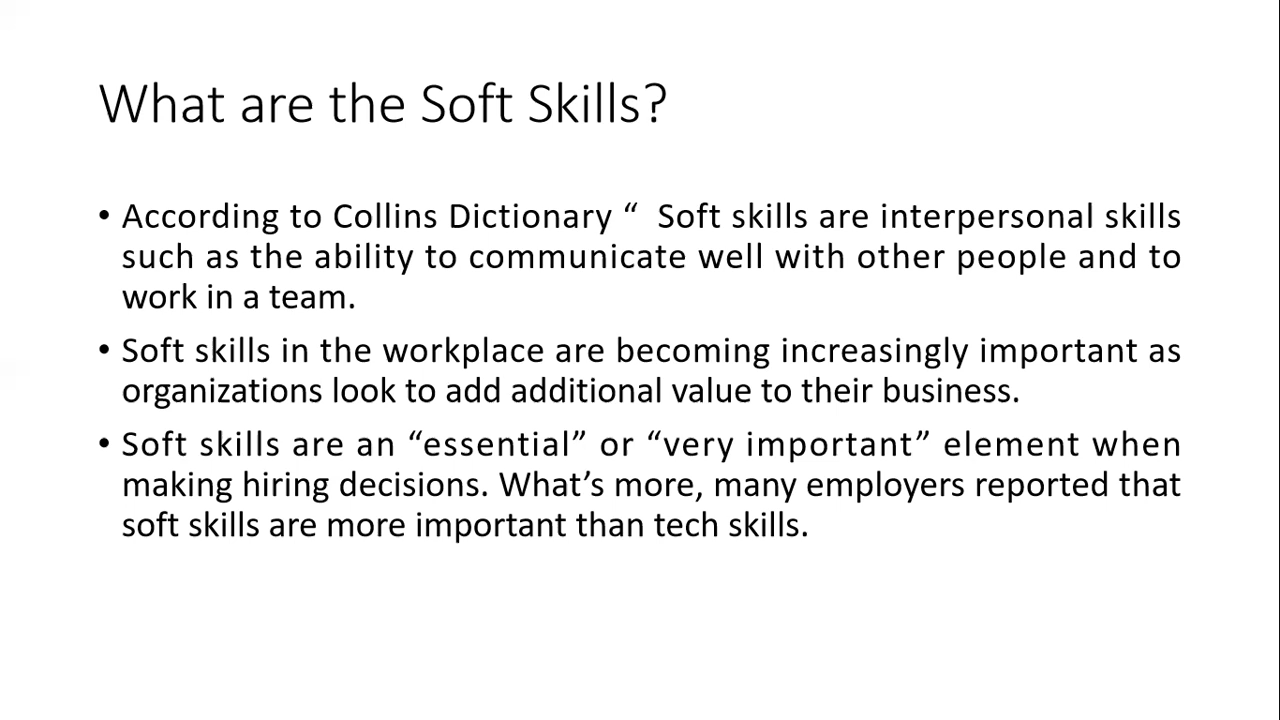 What are the Soft Skills?
• According to Collins Dictionary “  Soft skills are interpersonal skills
such as the ability to communicate well with other people and to
work in a team.
• Soft skills in the workplace are becoming increasingly important as
organizations look to add additional value to their business.
• Soft skills are an “essential” or “very important” element when
making hiring decisions. What’s more, many employers reported that
soft skills are more important than tech skills.